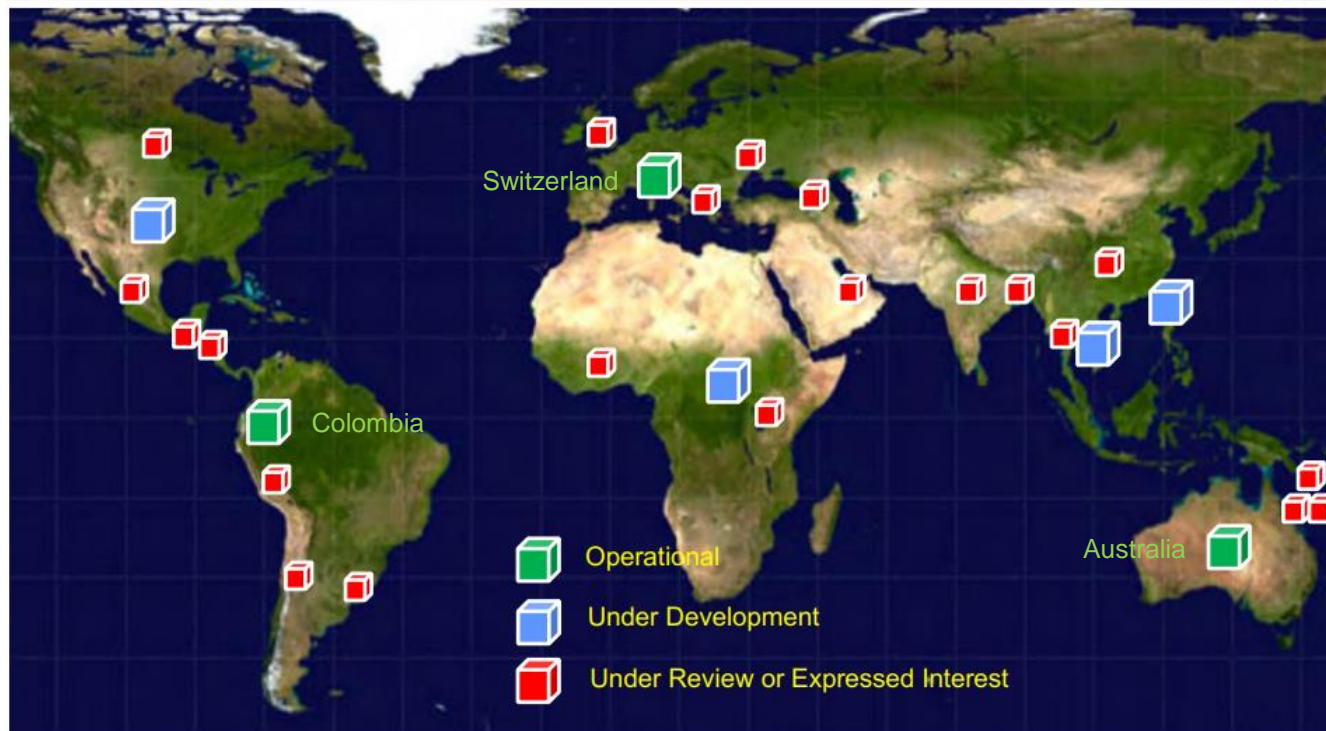 Switzerland
Colombia
Operational
Australia
Under Development
Under Review or Expressed Interest